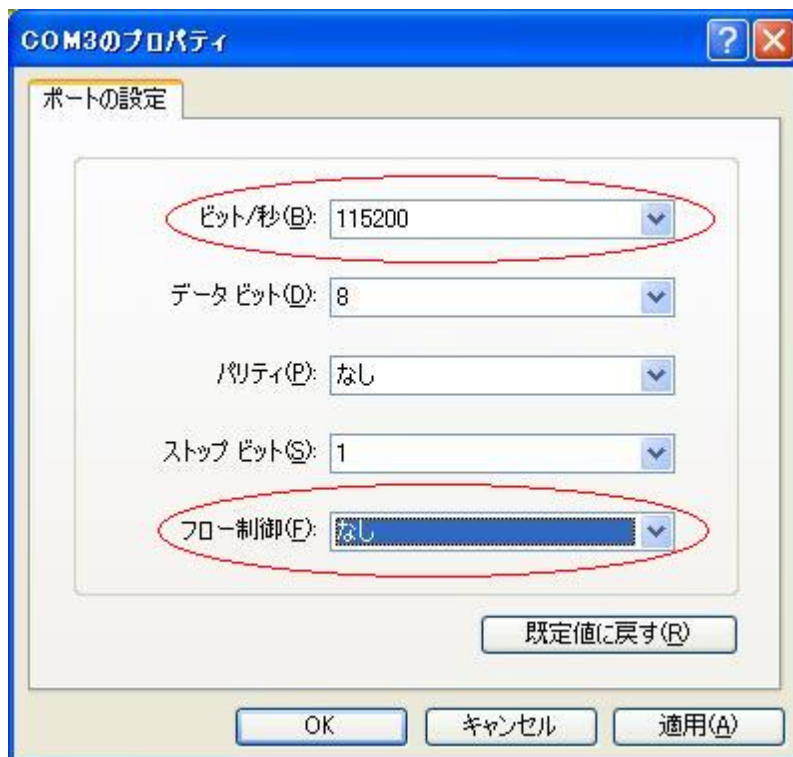 COM3のプロパティ
ポートの設定
ビット/秒(B): 115200
データ ビット(D): 8
パリティ(P): なし
ストップ ビット(S): 1
フロー制御(F): なし
既定値に戻す(R)
OK キャンセル 適用(A)